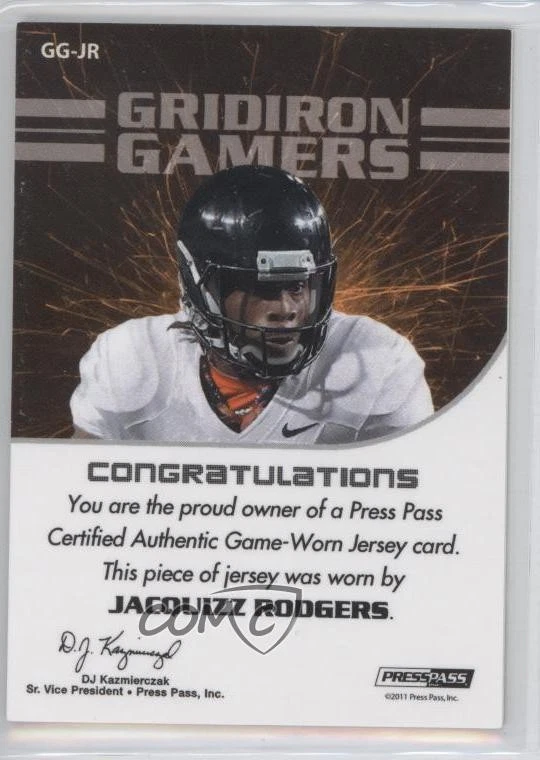 GG-JR
GRIDIRON
GAMERS
CONGRATULATIONS
You are the proud owner of a Press Pass
Certified Authentic Game-Worn Jersey card.
This piece of jersey was worn by
JACQUIZZ RODGERS.
COMC
D.J. Kazmierczak
DJ Kazmierczak
Sr. Vice President • Press Pass, Inc.
PRESS PASS
©2011 Press Pass, Inc.